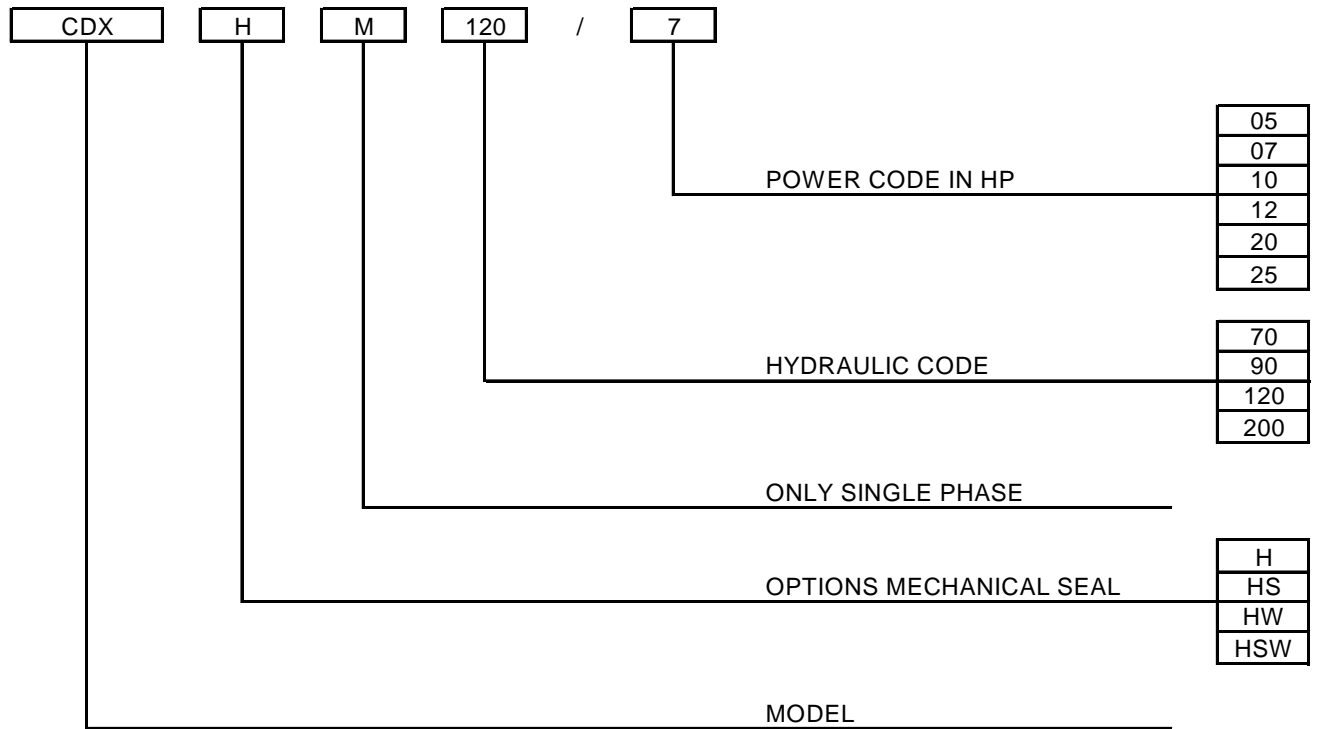 CDX H M 120 / 7
05
07
POWER CODE IN HP 10
12
20
25
70
HYDRAULIC CODE 90
120
200
ONLY SINGLE PHASE
H
OPTIONS MECHANICAL SEAL HS
HW
HSW
MODEL